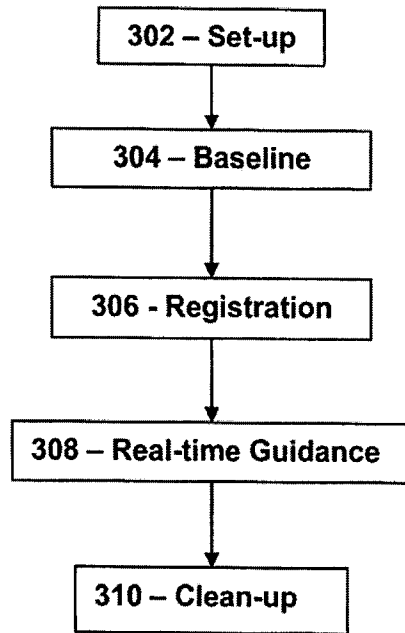 302 – Set-up
304 – Baseline
306 - Registration
308 – Real-time Guidance
310 – Clean-up